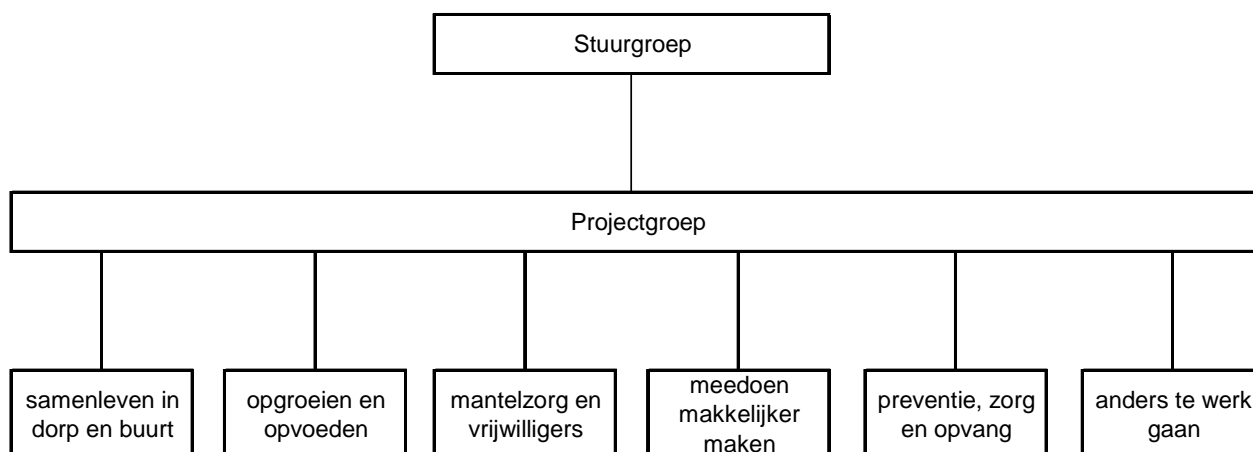 Stuurgroep
Projectgroep
samenleven in
dorp en buurt
opgroeien en
opvoeden
mantelzorg en
vrijwilligers
meedoen
makkelijker
maken
preventie, zorg
en opvang
anders te werk
gaan